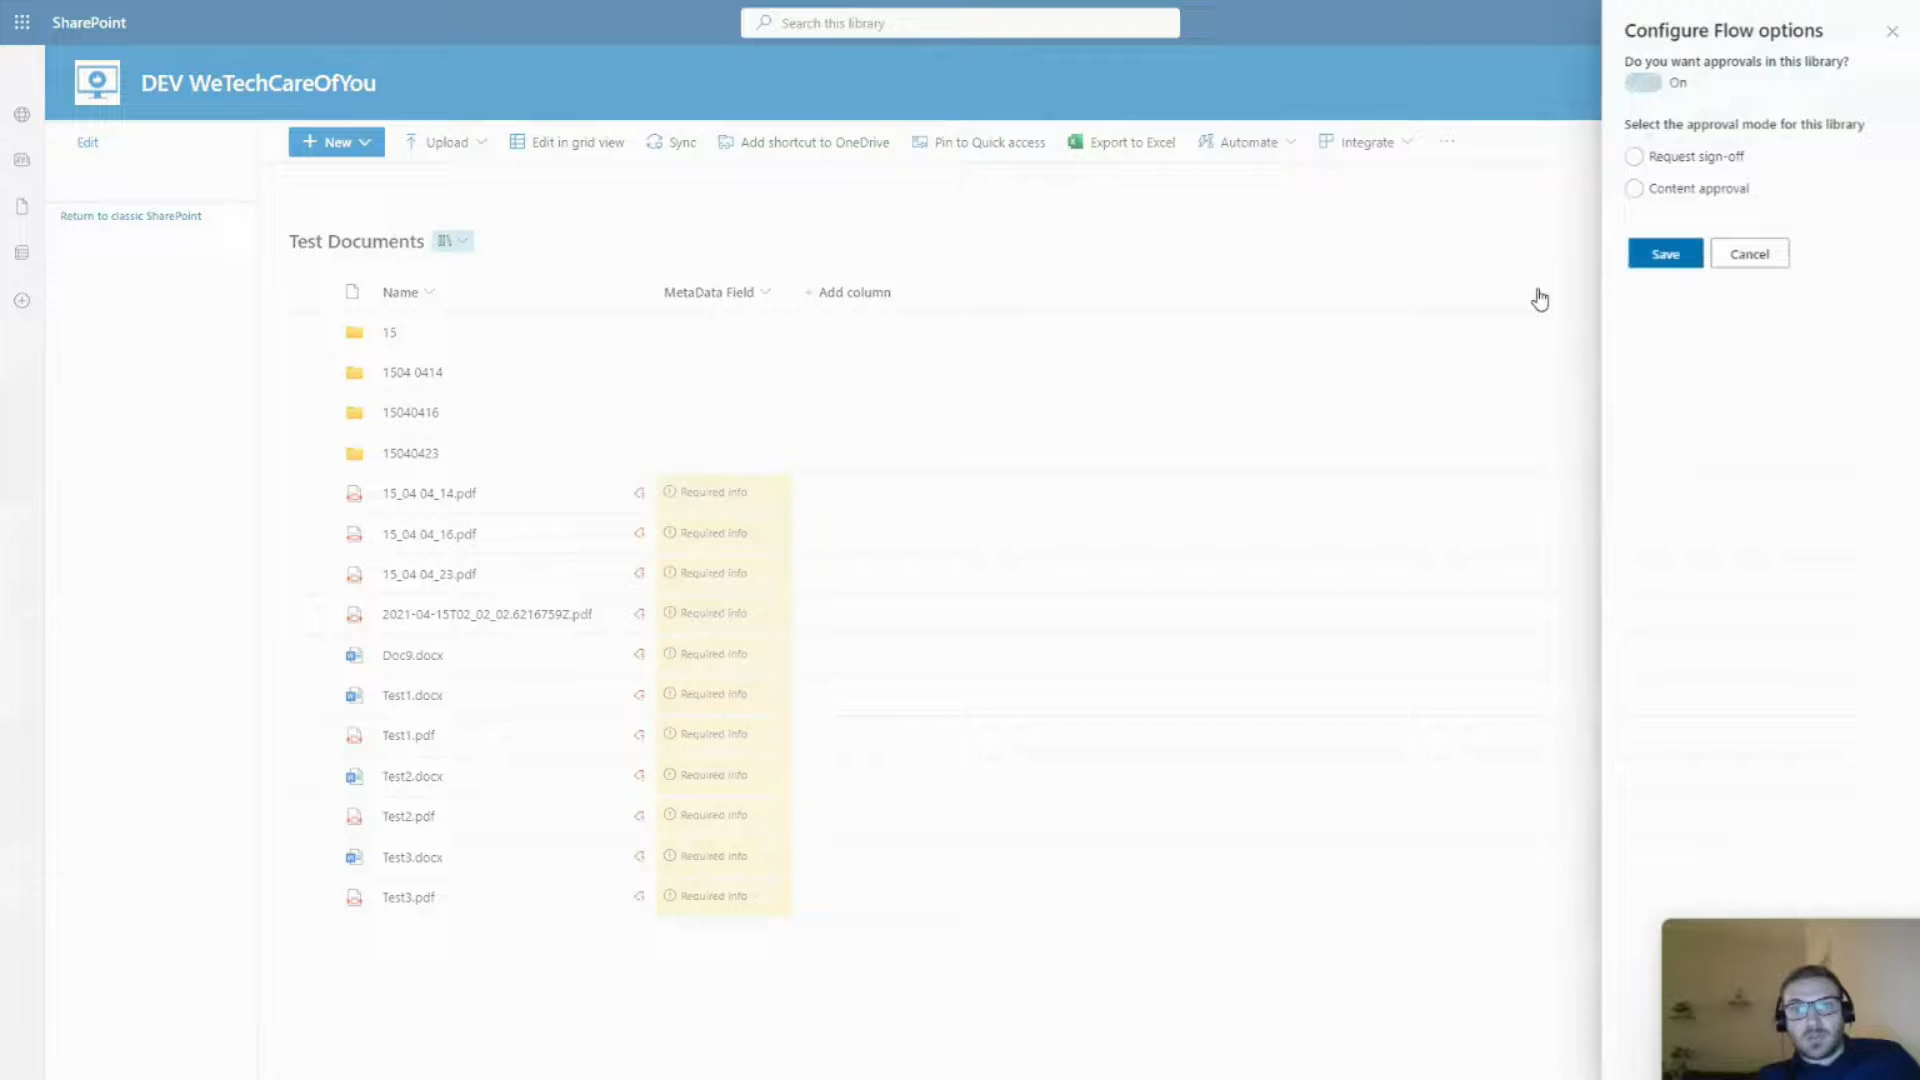 SharePoint
Search this library
DEV WeTechCareOfYou
Edit
New
Upload
Edit in grid view
Sync
Add shortcut to OneDrive
Pin to Quick access
Export to Excel
Automate
Integrate
Return to classic SharePoint
Test Documents
Name
MetaData Field
+ Add column
15
1504 0414
15040416
15040423
15_04 04_14.pdf
Required info
15_04 04_16.pdf
Required info
15_04 04_23.pdf
Required info
2021-04-15T02_02_02.6216759Z.pdf
Required info
Doc9.docx
Required info
Test1.docx
Required info
Test1.pdf
Required info
Test2.docx
Required info
Test2.pdf
Required info
Test3.docx
Required info
Test3.pdf
Required info
Configure Flow options
Do you want approvals in this library?
On
Select the approval mode for this library
Request sign-off
Content approval
Save
Cancel